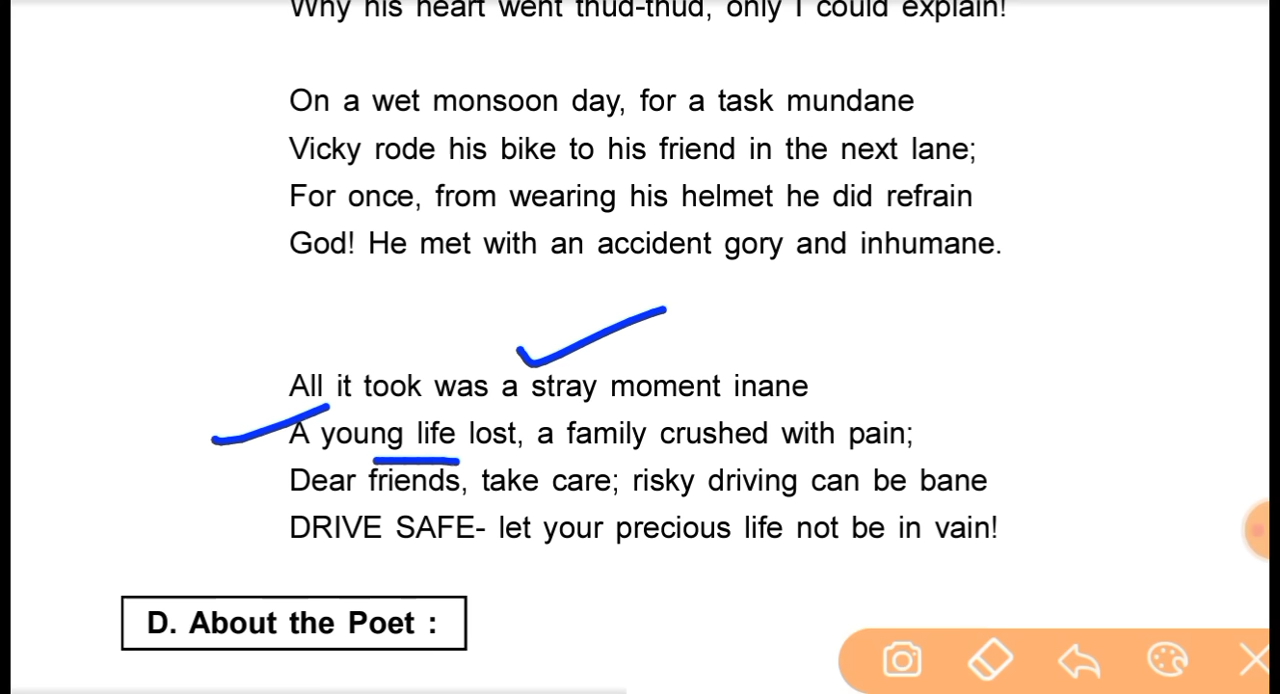 Why his heart went thud-thud, only I could explain!
On a wet monsoon day, for a task mundane
Vicky rode his bike to his friend in the next lane;
For once, from wearing his helmet he did refrain
God! He met with an accident gory and inhumane.
All it took was a stray moment inane
A young life lost, a family crushed with pain;
Dear friends, take care; risky driving can be bane
DRIVE SAFE- let your precious life not be in vain!
D. About the Poet :